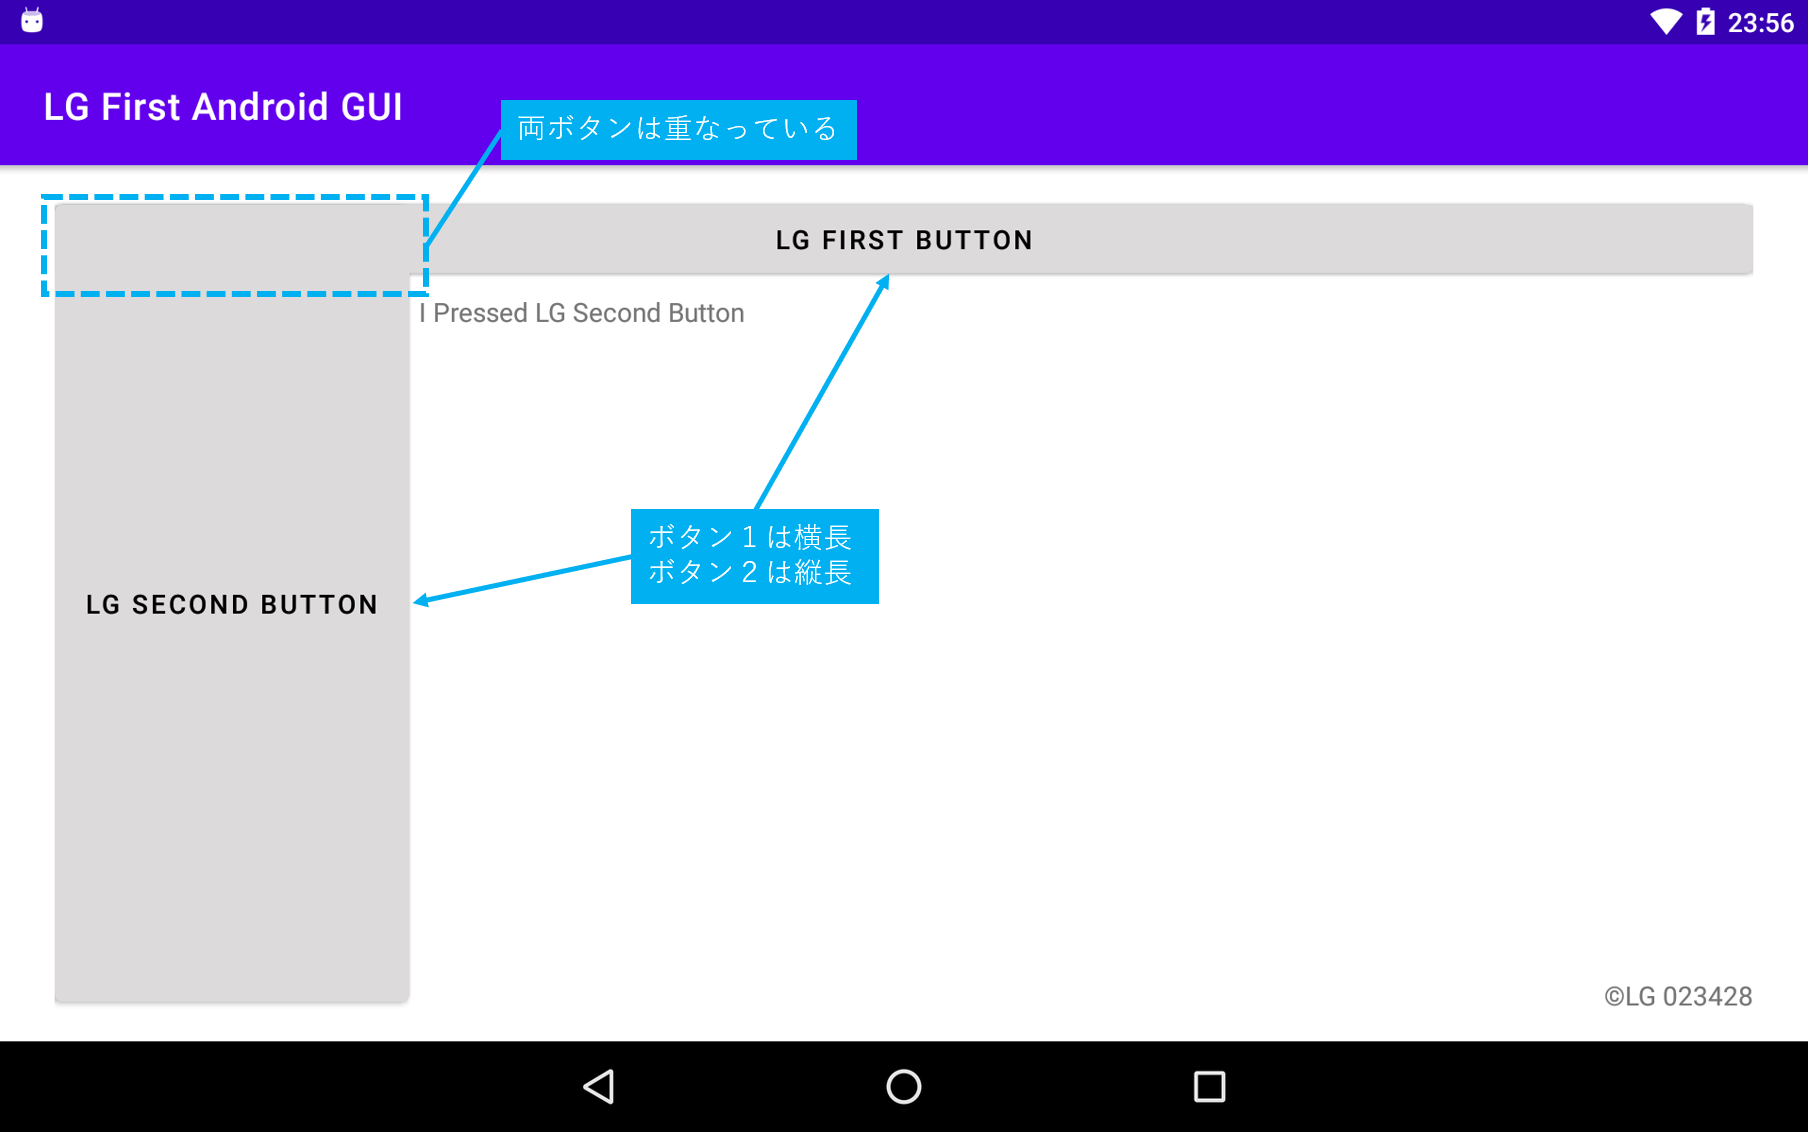 23:56
LG First Android GUI
両ボタンは重なっている
LG FIRST BUTTON
I Pressed LG Second Button
ボタン１は横長
ボタン２は縦長
LG SECOND BUTTON
©LG 023428